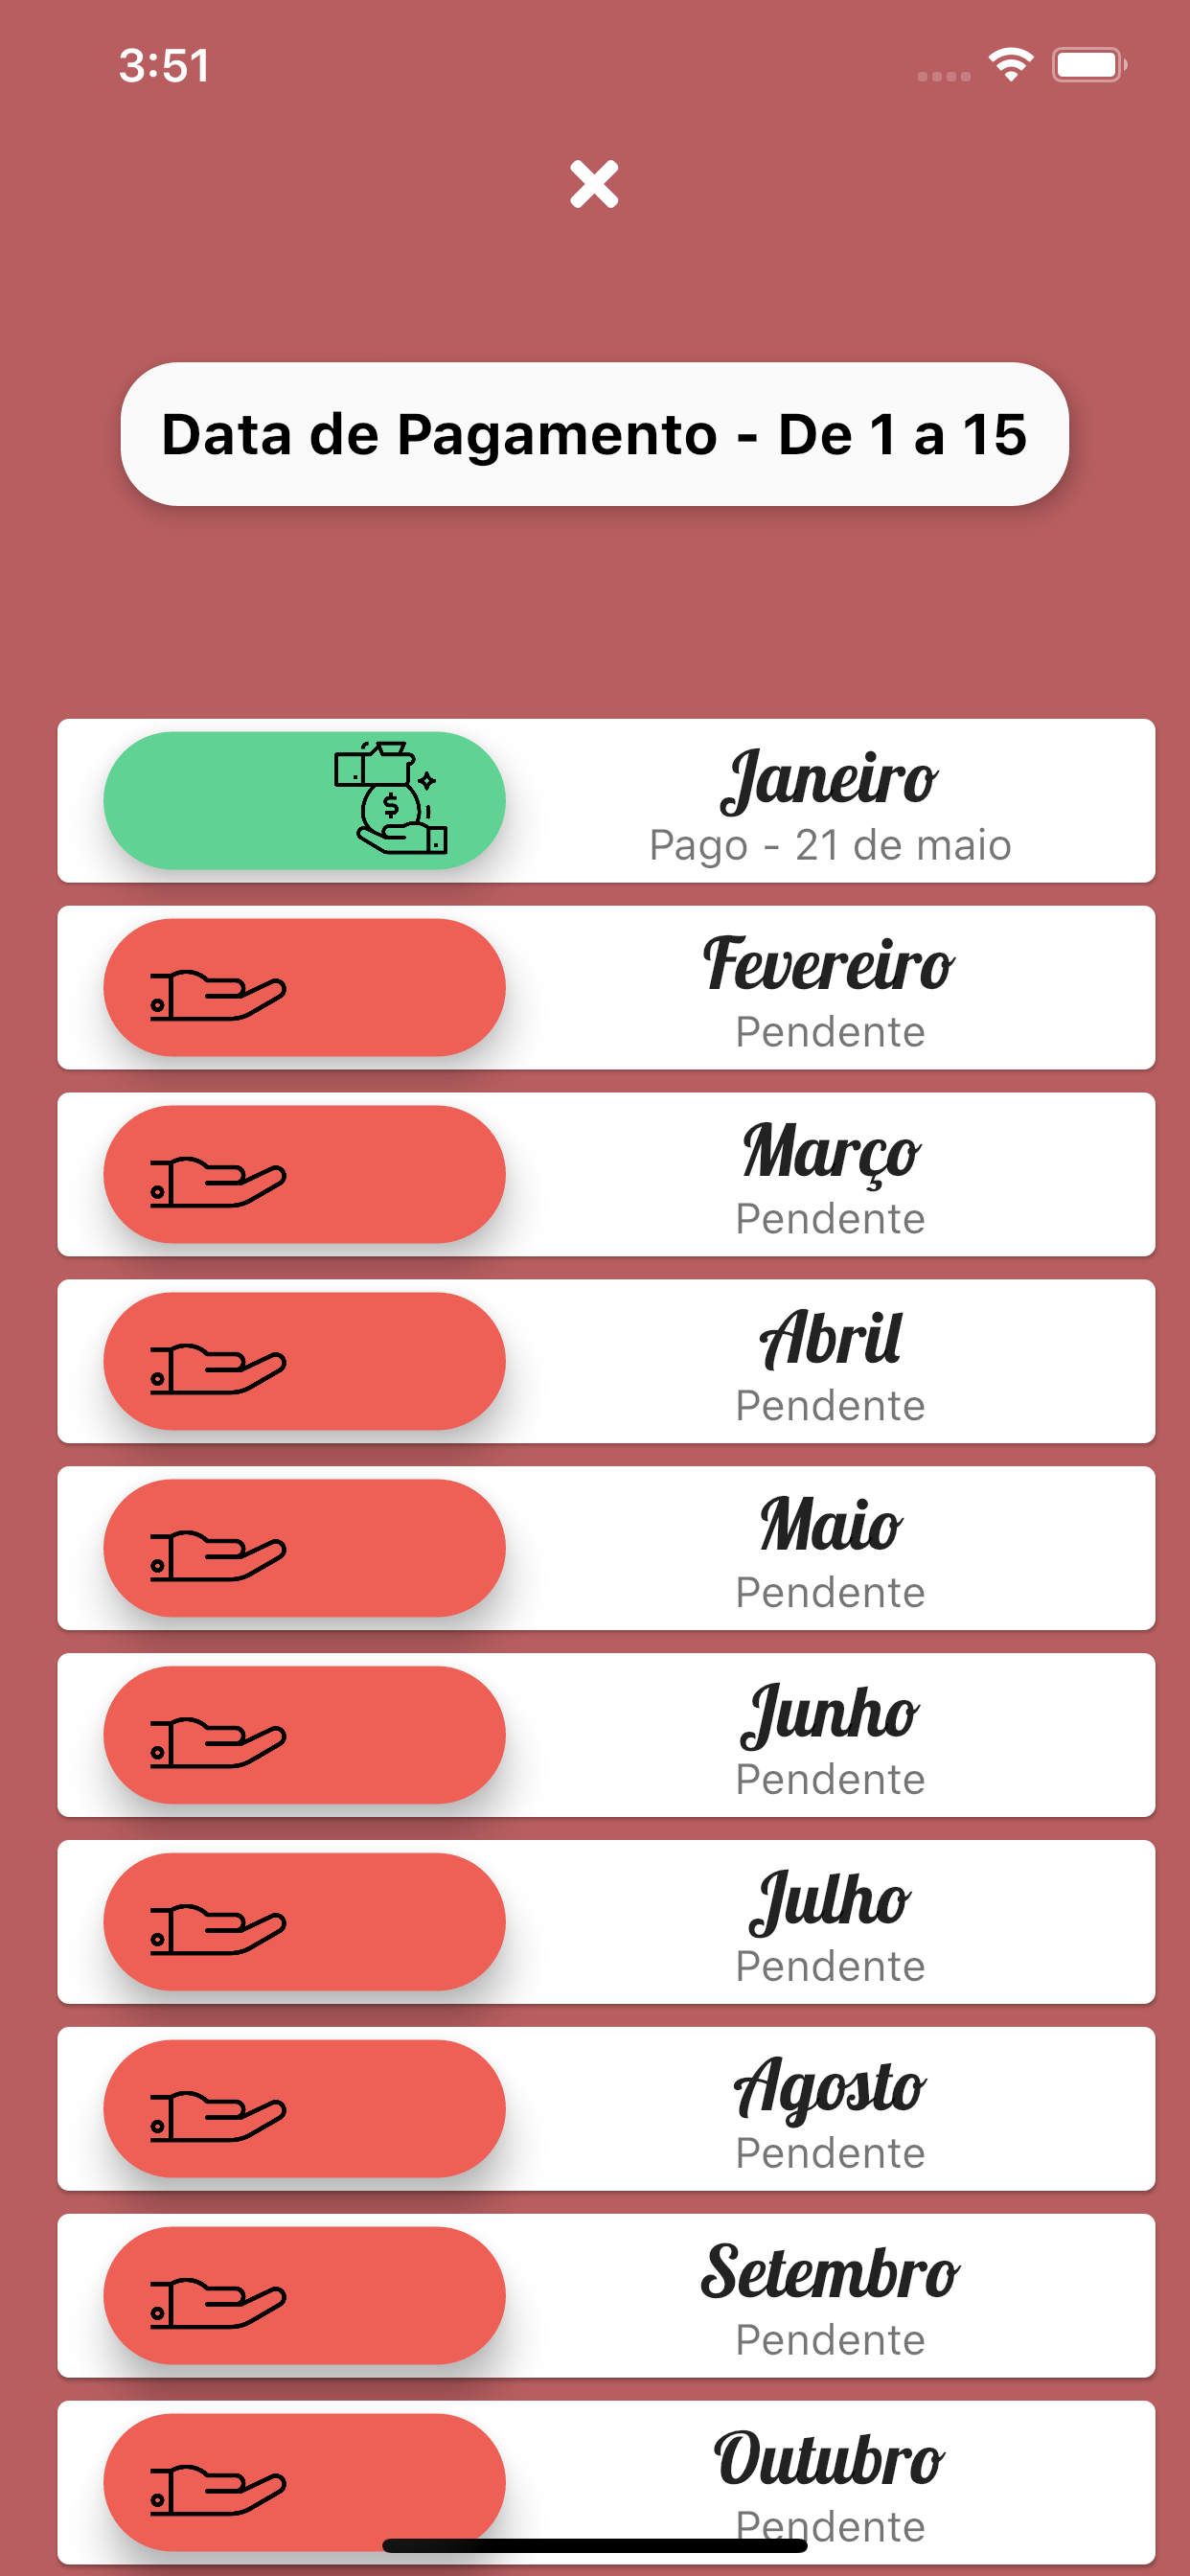 3:51
Data de Pagamento - De 1 a 15
Janeiro
Pago - 21 de maio
Fevereiro
Pendente
Março
Pendente
Abril
Pendente
Maio
Pendente
Junho
Pendente
Julho
Pendente
Agosto
Pendente
Setembro
Pendente
Outubro
Pendente